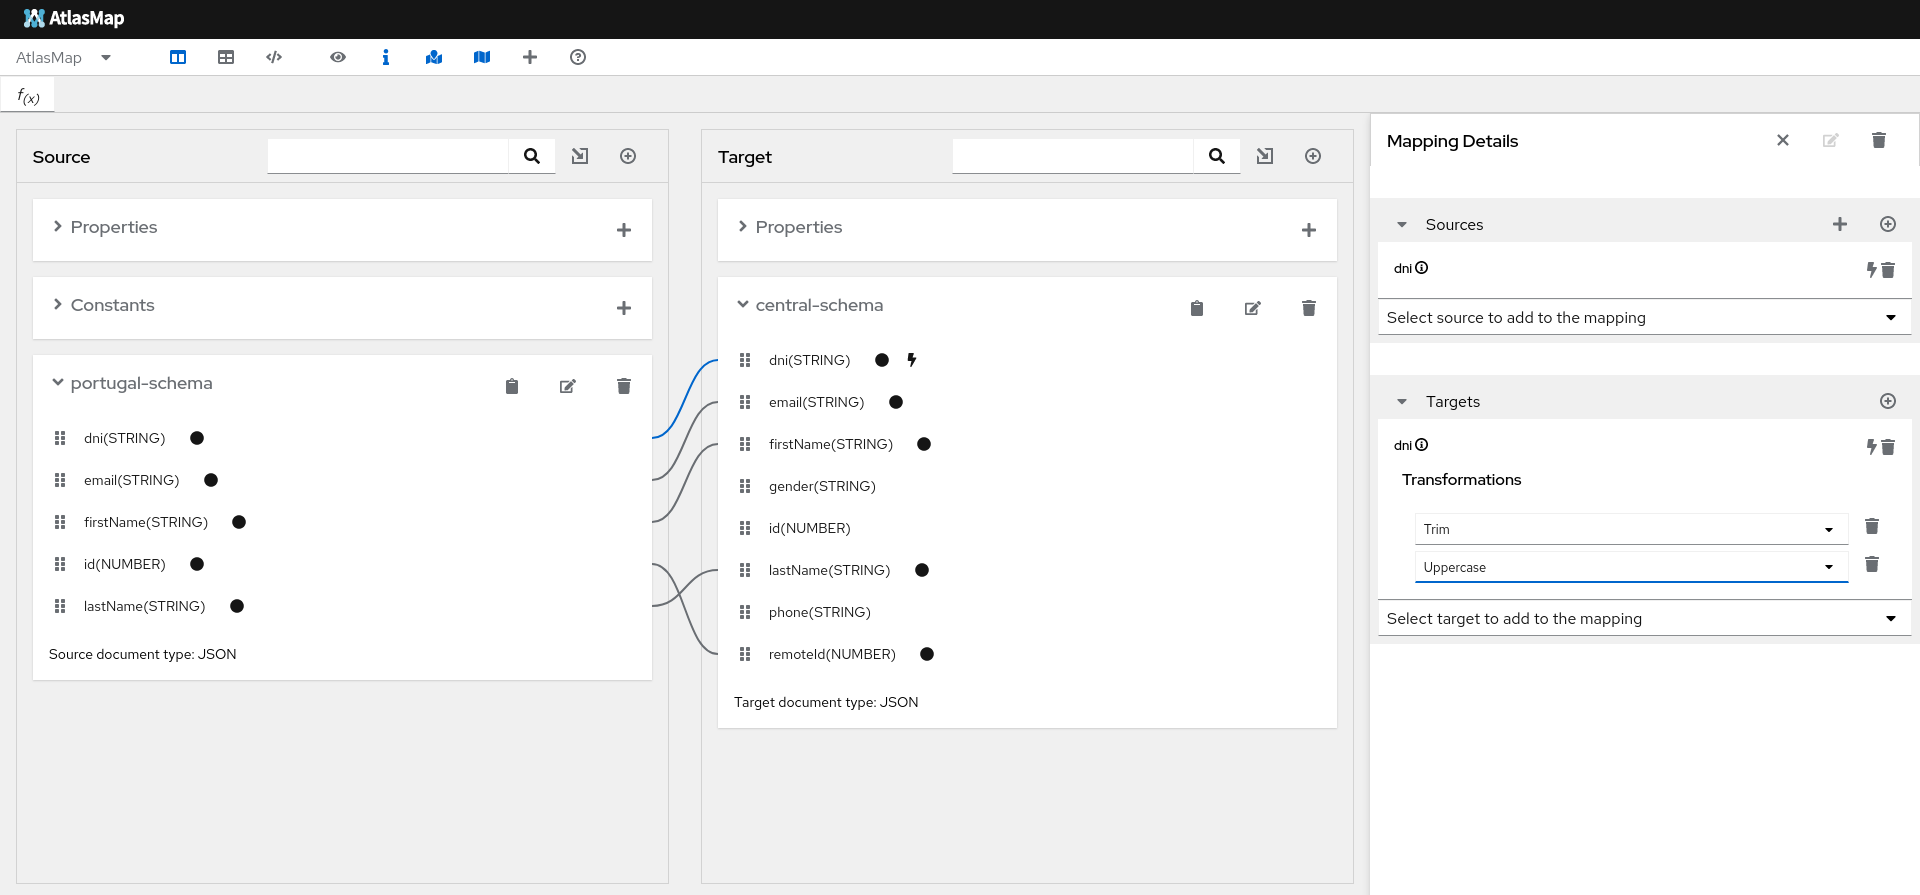 AtlasMap
AtlasMap
f(x)
Source
Properties
Constants
portugal-schema
dni(STRING)
email(STRING)
firstName(STRING)
id(NUMBER)
lastName(STRING)
Source document type: JSON
Target
Properties
central-schema
dni(STRING)
email(STRING)
firstName(STRING)
gender(STRING)
id(NUMBER)
lastName(STRING)
phone(STRING)
remoteId(NUMBER)
Target document type: JSON
Mapping Details
Sources
dni
Select source to add to the mapping
Targets
dni
Transformations
Trim
Uppercase
Select target to add to the mapping